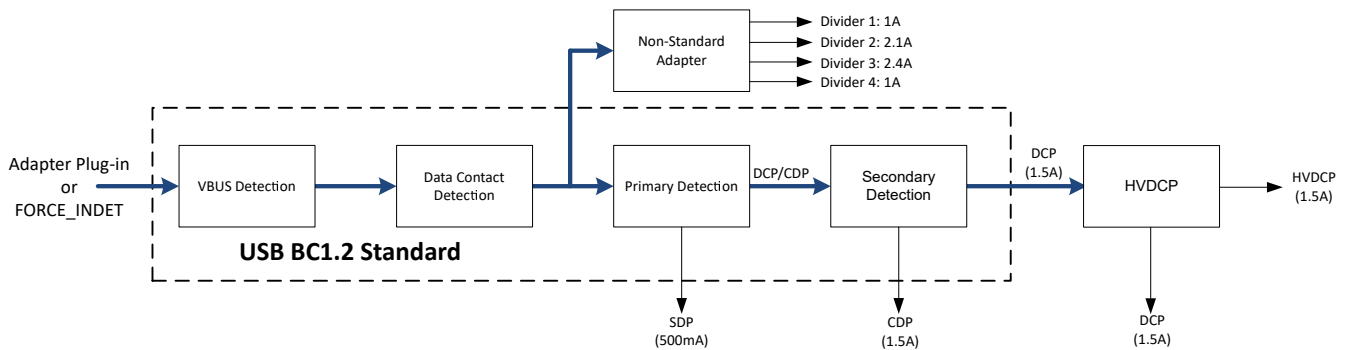 Non-Standard
Adapter
Divider 1: 1A
Divider 2: 2.1A
Divider 3: 2.4A
Divider 4: 1A
Adapter Plug-in
or
FORCE_INDET
VBUS Detection
Data Contact
Detection
Primary Detection
DCP/CDP
Secondary
Detection
DCP
(1.5A)
HVDCP
HVDCP
(1.5A)
USB BC1.2 Standard
SDP
(500mA)
CDP
(1.5A)
DCP
(1.5A)